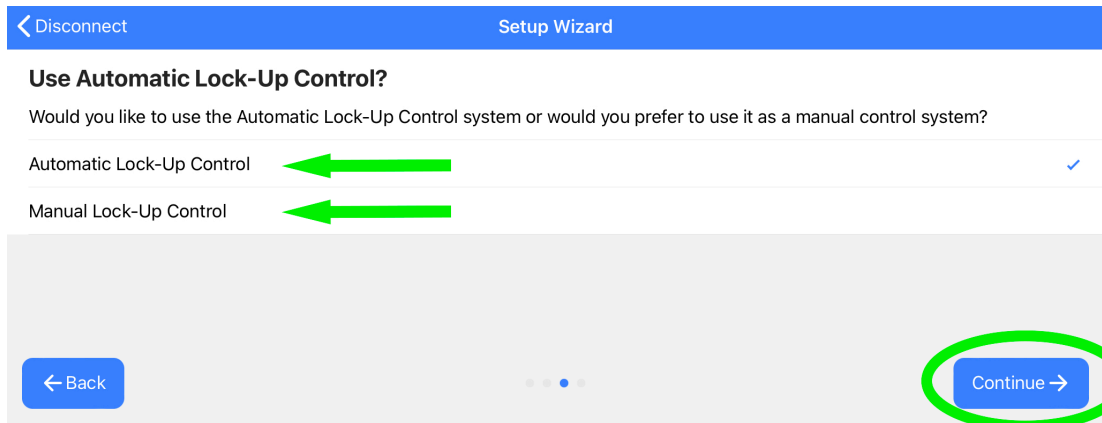 Disconnect
Setup Wizard
Use Automatic Lock-Up Control?
Would you like to use the Automatic Lock-Up Control system or would you prefer to use it as a manual control system?
Automatic Lock-Up Control
Manual Lock-Up Control
Back
Continue